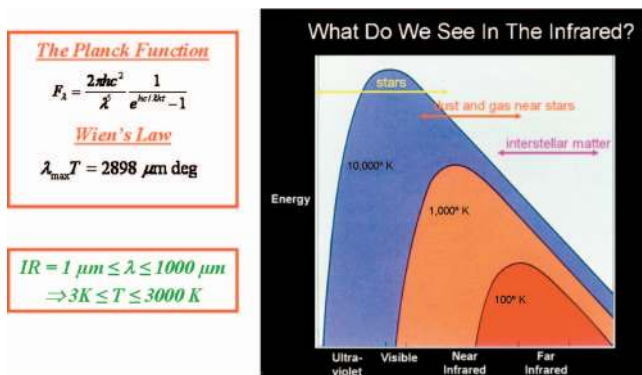 The Planck Function
F_λ = 2πhc² / λ⁵ 1 / e^{hc/λkt} − 1
Wien's Law
λ_max T = 2898 μm deg
IR = 1 μm ≤ λ ≤ 1000 μm
⇒ 3K ≤ T ≤ 3000 K
What Do We See In The Infrared?
stars
dust and gas near stars
interstellar matter
10,000° K
1,000° K
100° K
Energy
Ultra-violet Visible Near Infrared Far Infrared